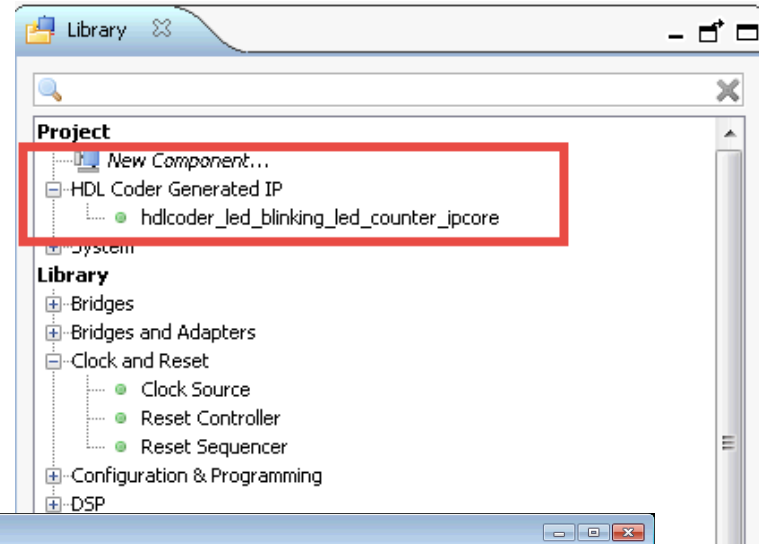 Library
Project
New Component...
HDL Coder Generated IP
hdlcoder_led_blinking_led_counter_ipcore
System
Library
Bridges
Bridges and Adapters
Clock and Reset
Clock Source
Reset Controller
Reset Sequencer
Configuration & Programming
DSP